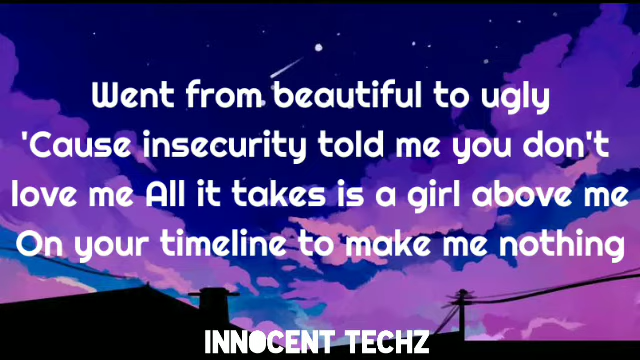 Went from beautiful to ugly
'Cause insecurity told me you don't
love me All it takes is a girl above me
On your timeline to make me nothing
INNOCENT TECHZ